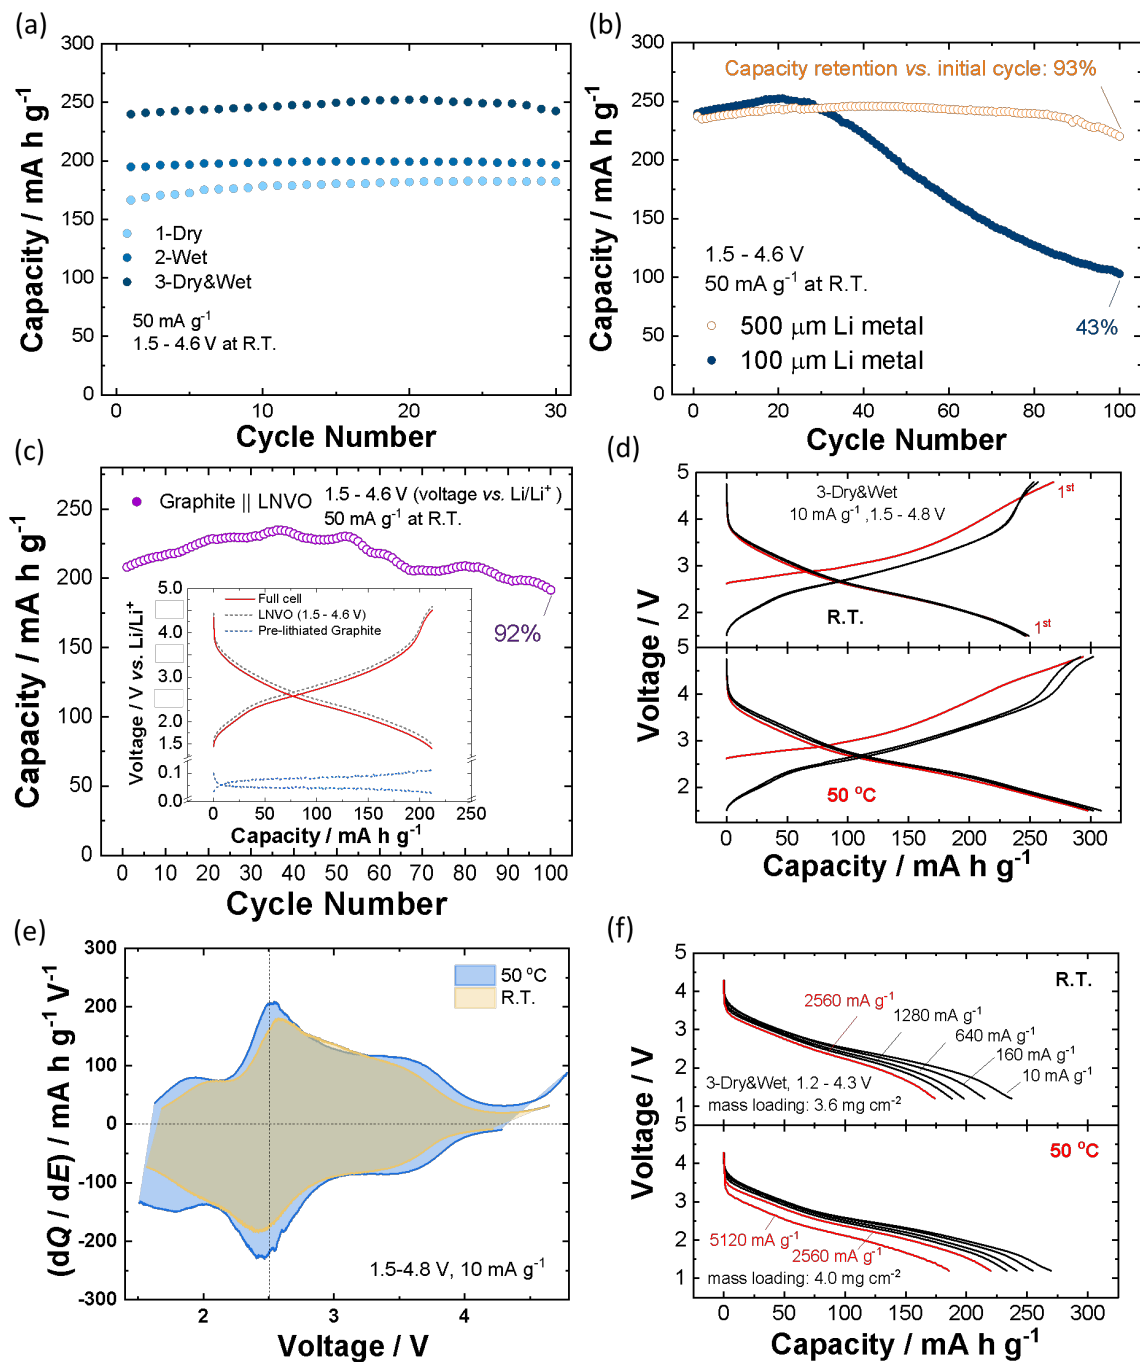 (a)
300
250
200
150
100
50
0
Capacity / mA h g-1
1-Dry
2-Wet
3-Dry&Wet
50 mA g-1
1.5 - 4.6 V at R.T.
0 10 20 30
Cycle Number
(b)
300
250
200
150
100
50
0
Capacity / mA h g-1
Capacity retention vs. initial cycle: 93%
1.5 - 4.6 V
50 mA g-1 at R.T.
500 μm Li metal
100 μm Li metal
43%
0 20 40 60 80 100
Cycle Number
(c)
250
200
150
100
50
0
Capacity / mA h g-1
Graphite || LNVO
1.5 - 4.6 V (voltage vs. Li/Li+ )
50 mA g-1 at R.T.
92%
5.0
4.0
3.0
2.0
1.5
0.1
0.0
Voltage / V vs. Li/Li+
Full cell
LNVO (1.5 - 4.6 V)
Pre-lithiated Graphite
0 50 100 150 200 250
Capacity / mA h g-1
0 10 20 30 40 50 60 70 80 90 100
Cycle Number
(d)
5
4
3
2
5
4
3
2
1
Voltage / V
3-Dry&Wet
10 mA g-1 ,1.5 - 4.8 V
1st
R.T.
1st
50 oC
0 50 100 150 200 250 300 350
Capacity / mA h g-1
(e)
300
200
100
0
-100
-200
-300
(dQ / dE) / mA h g-1 V-1
50 oC
R.T.
1.5-4.8 V, 10 mA g-1
2 3 4
Voltage / V
(f)
5
4
3
2
1
5
4
3
2
1
Voltage / V
R.T.
2560 mA g-1
1280 mA g-1
640 mA g-1
160 mA g-1
10 mA g-1
3-Dry&Wet, 1.2 - 4.3 V
mass loading: 3.6 mg cm-2
50 oC
5120 mA g-1
2560 mA g-1
mass loading: 4.0 mg cm-2
0 50 100 150 200 250 300 350
Capacity / mA h g-1